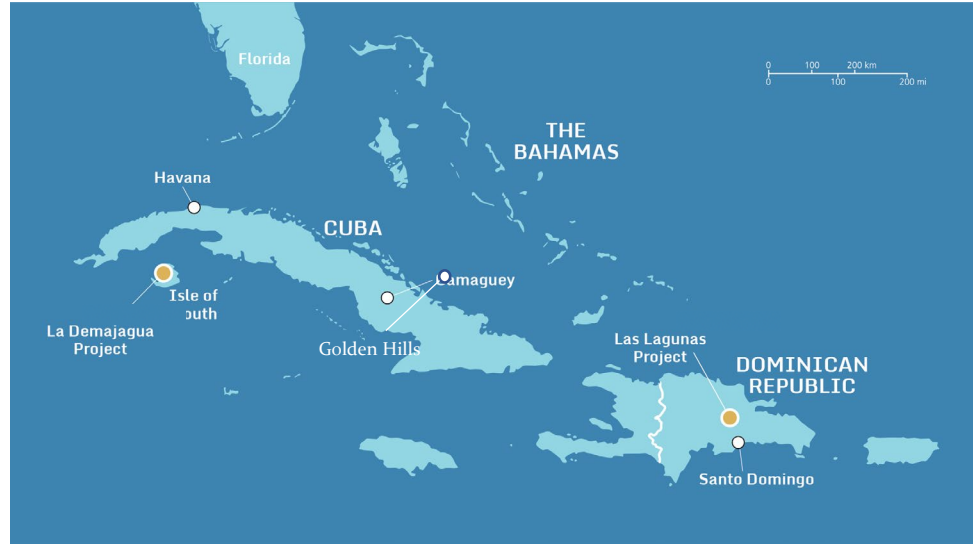 Florida
0 100 200 km
0 100 200 mi
THE
BAHAMAS
Havana
CUBA
amaguey
Isle of
outh
La Demajagua
Project
Golden Hills
Las Lagunas
Project
DOMINICAN
REPUBLIC
Santo Domingo